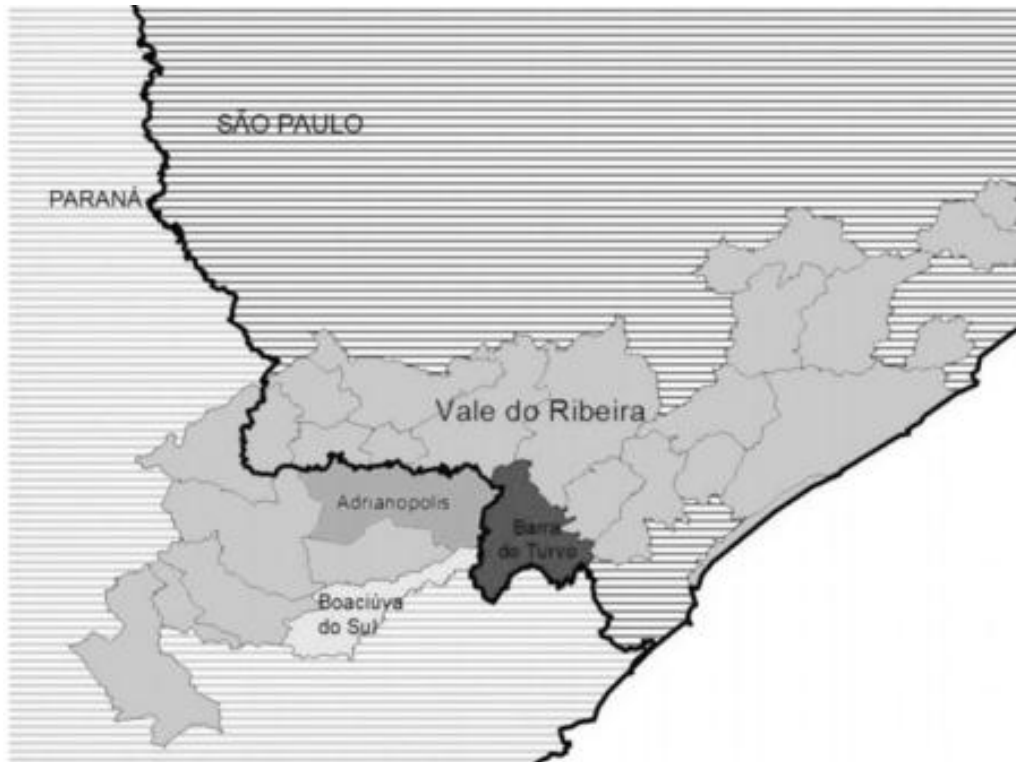 SÃO PAULO
PARANÁ
Vale do Ribeira
Adrianopolis
Barra
do Turvo
Boaciúva
do Sul